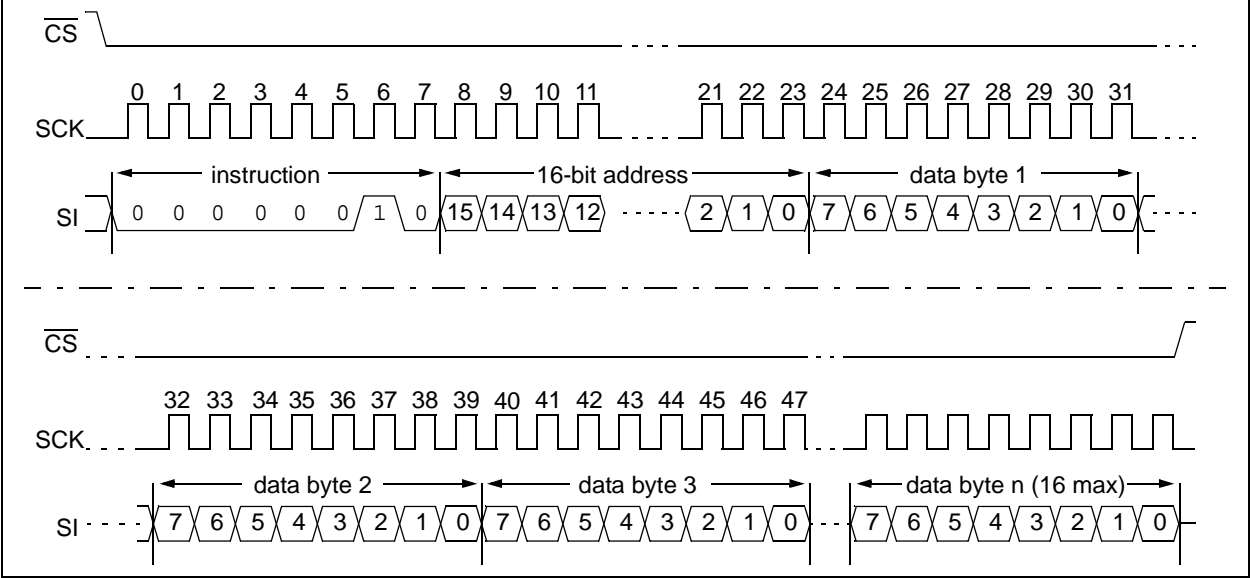 CS
0 1 2 3 4 5 6 7 8 9 10 11 21 22 23 24 25 26 27 28 29 30 31
SCK
instruction 16-bit address data byte 1
SI 0 0 0 0 0 0 1 0 15 14 13 12 2 1 0 7 6 5 4 3 2 1 0
CS
32 33 34 35 36 37 38 39 40 41 42 43 44 45 46 47
SCK
data byte 2 data byte 3 data byte n (16 max)
SI 7 6 5 4 3 2 1 0 7 6 5 4 3 2 1 0 7 6 5 4 3 2 1 0